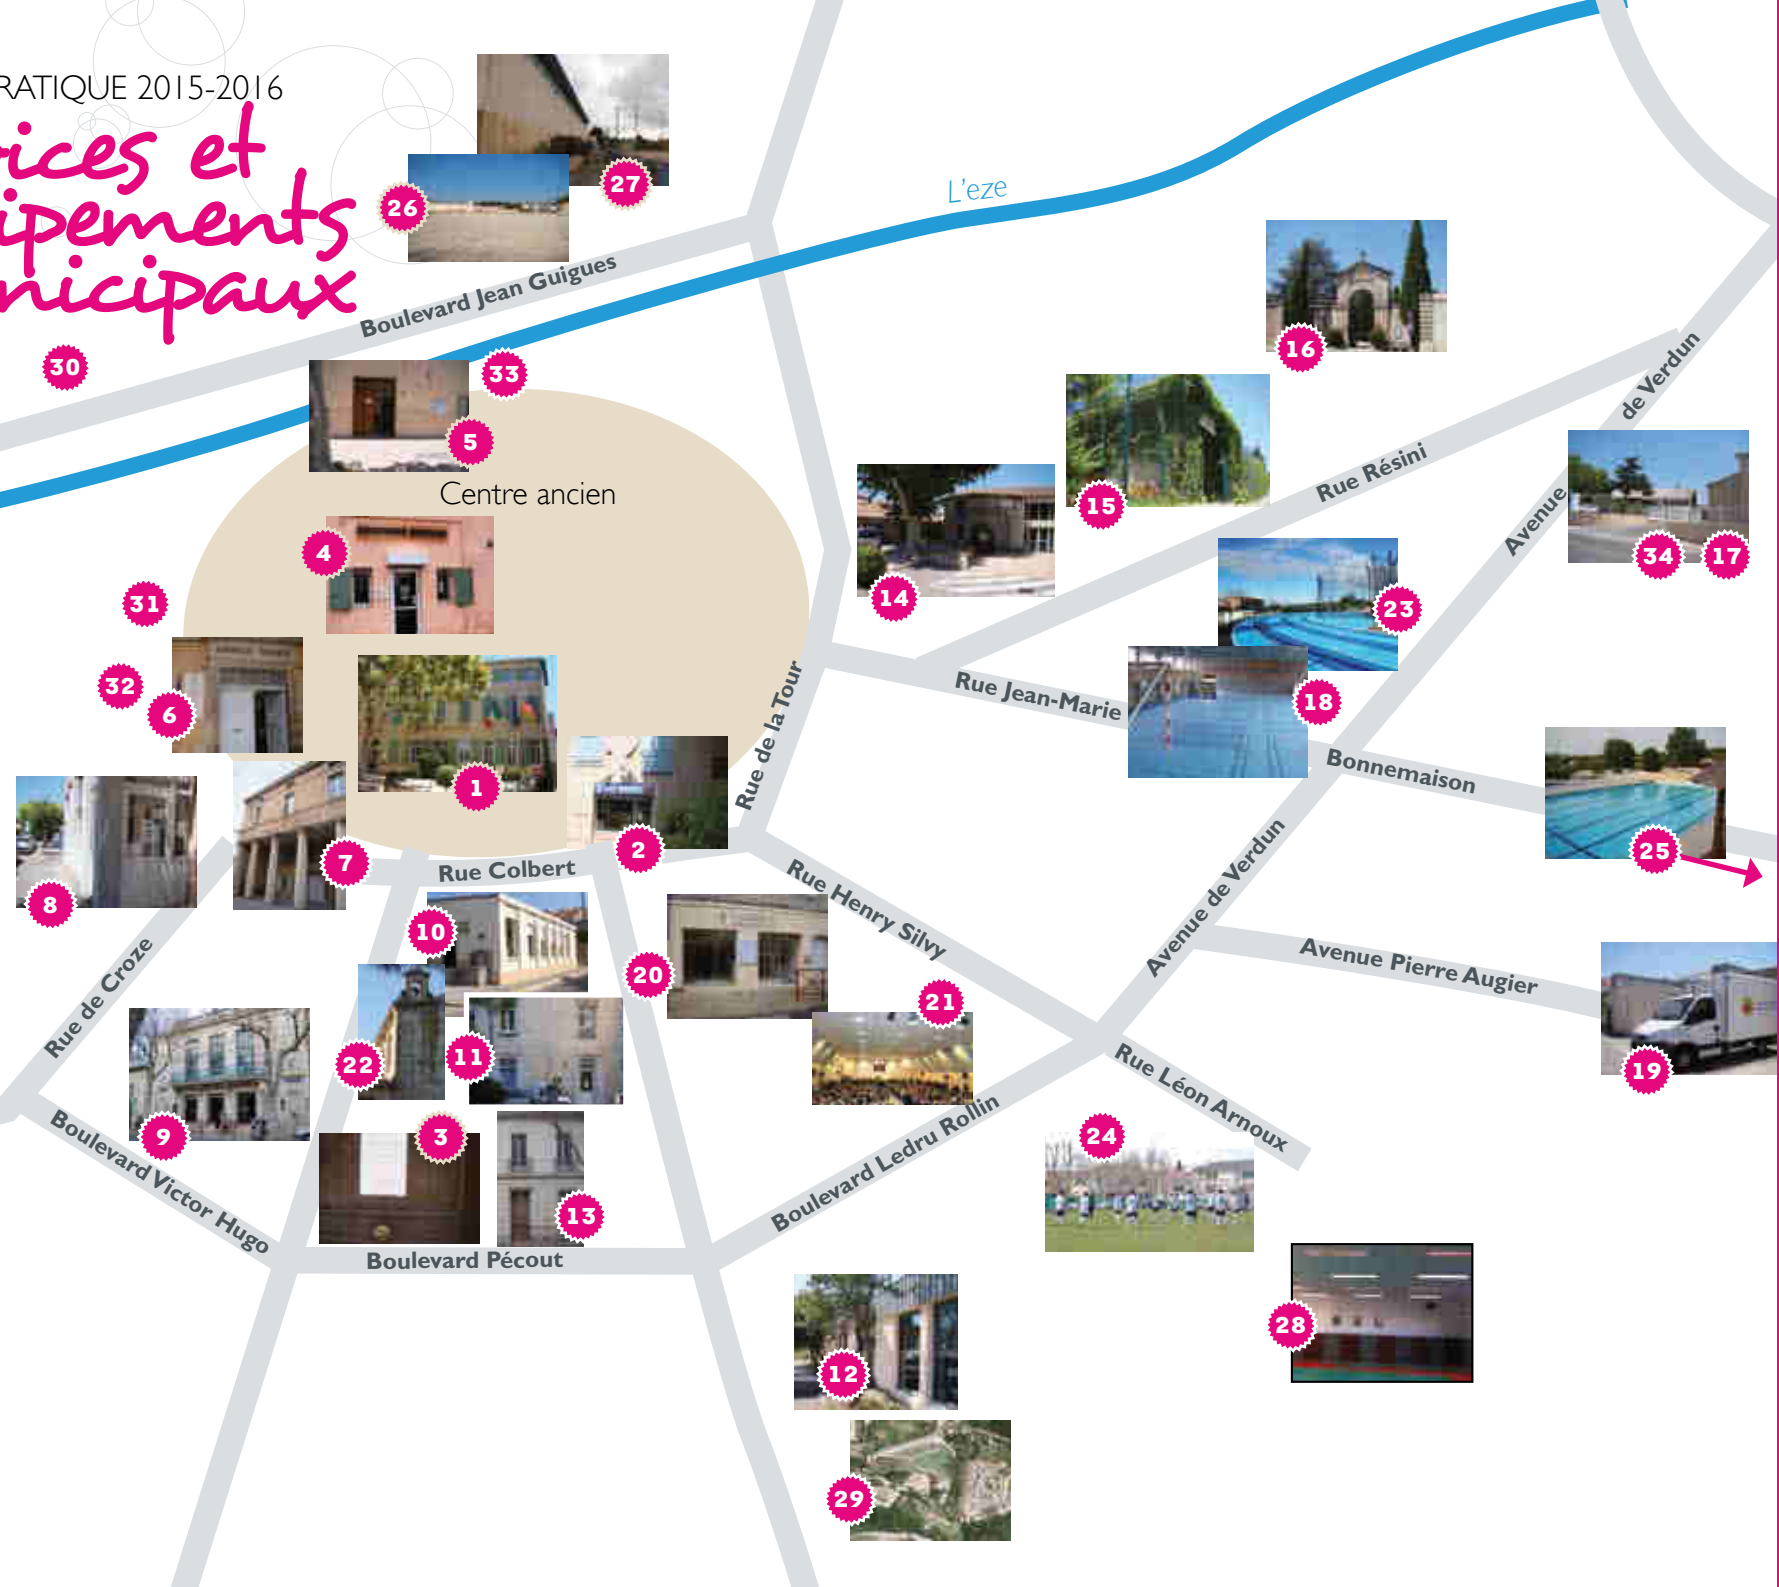 RATIQUE 2015-2016
ices et
ipements
nicipaux
27
26
L'eze
Boulevard Jean Guigues
16
30
33
5
Centre ancien
de Verdun
Rue Résini
15
Avenue
34
17
4
14
23
31
32
6
Rue de la Tour
Rue Jean-Marie
18
Bonnemaison
1
2
7
Rue Colbert
25
8
Rue Henry Silvy
Avenue de Verdun
10
20
Rue de Croze
21
Avenue Pierre Augier
22
11
19
Rue Léon Arnoux
9
3
24
Boulevard Victor Hugo
Boulevard Ledru Rollin
13
Boulevard Pécout
28
12
29